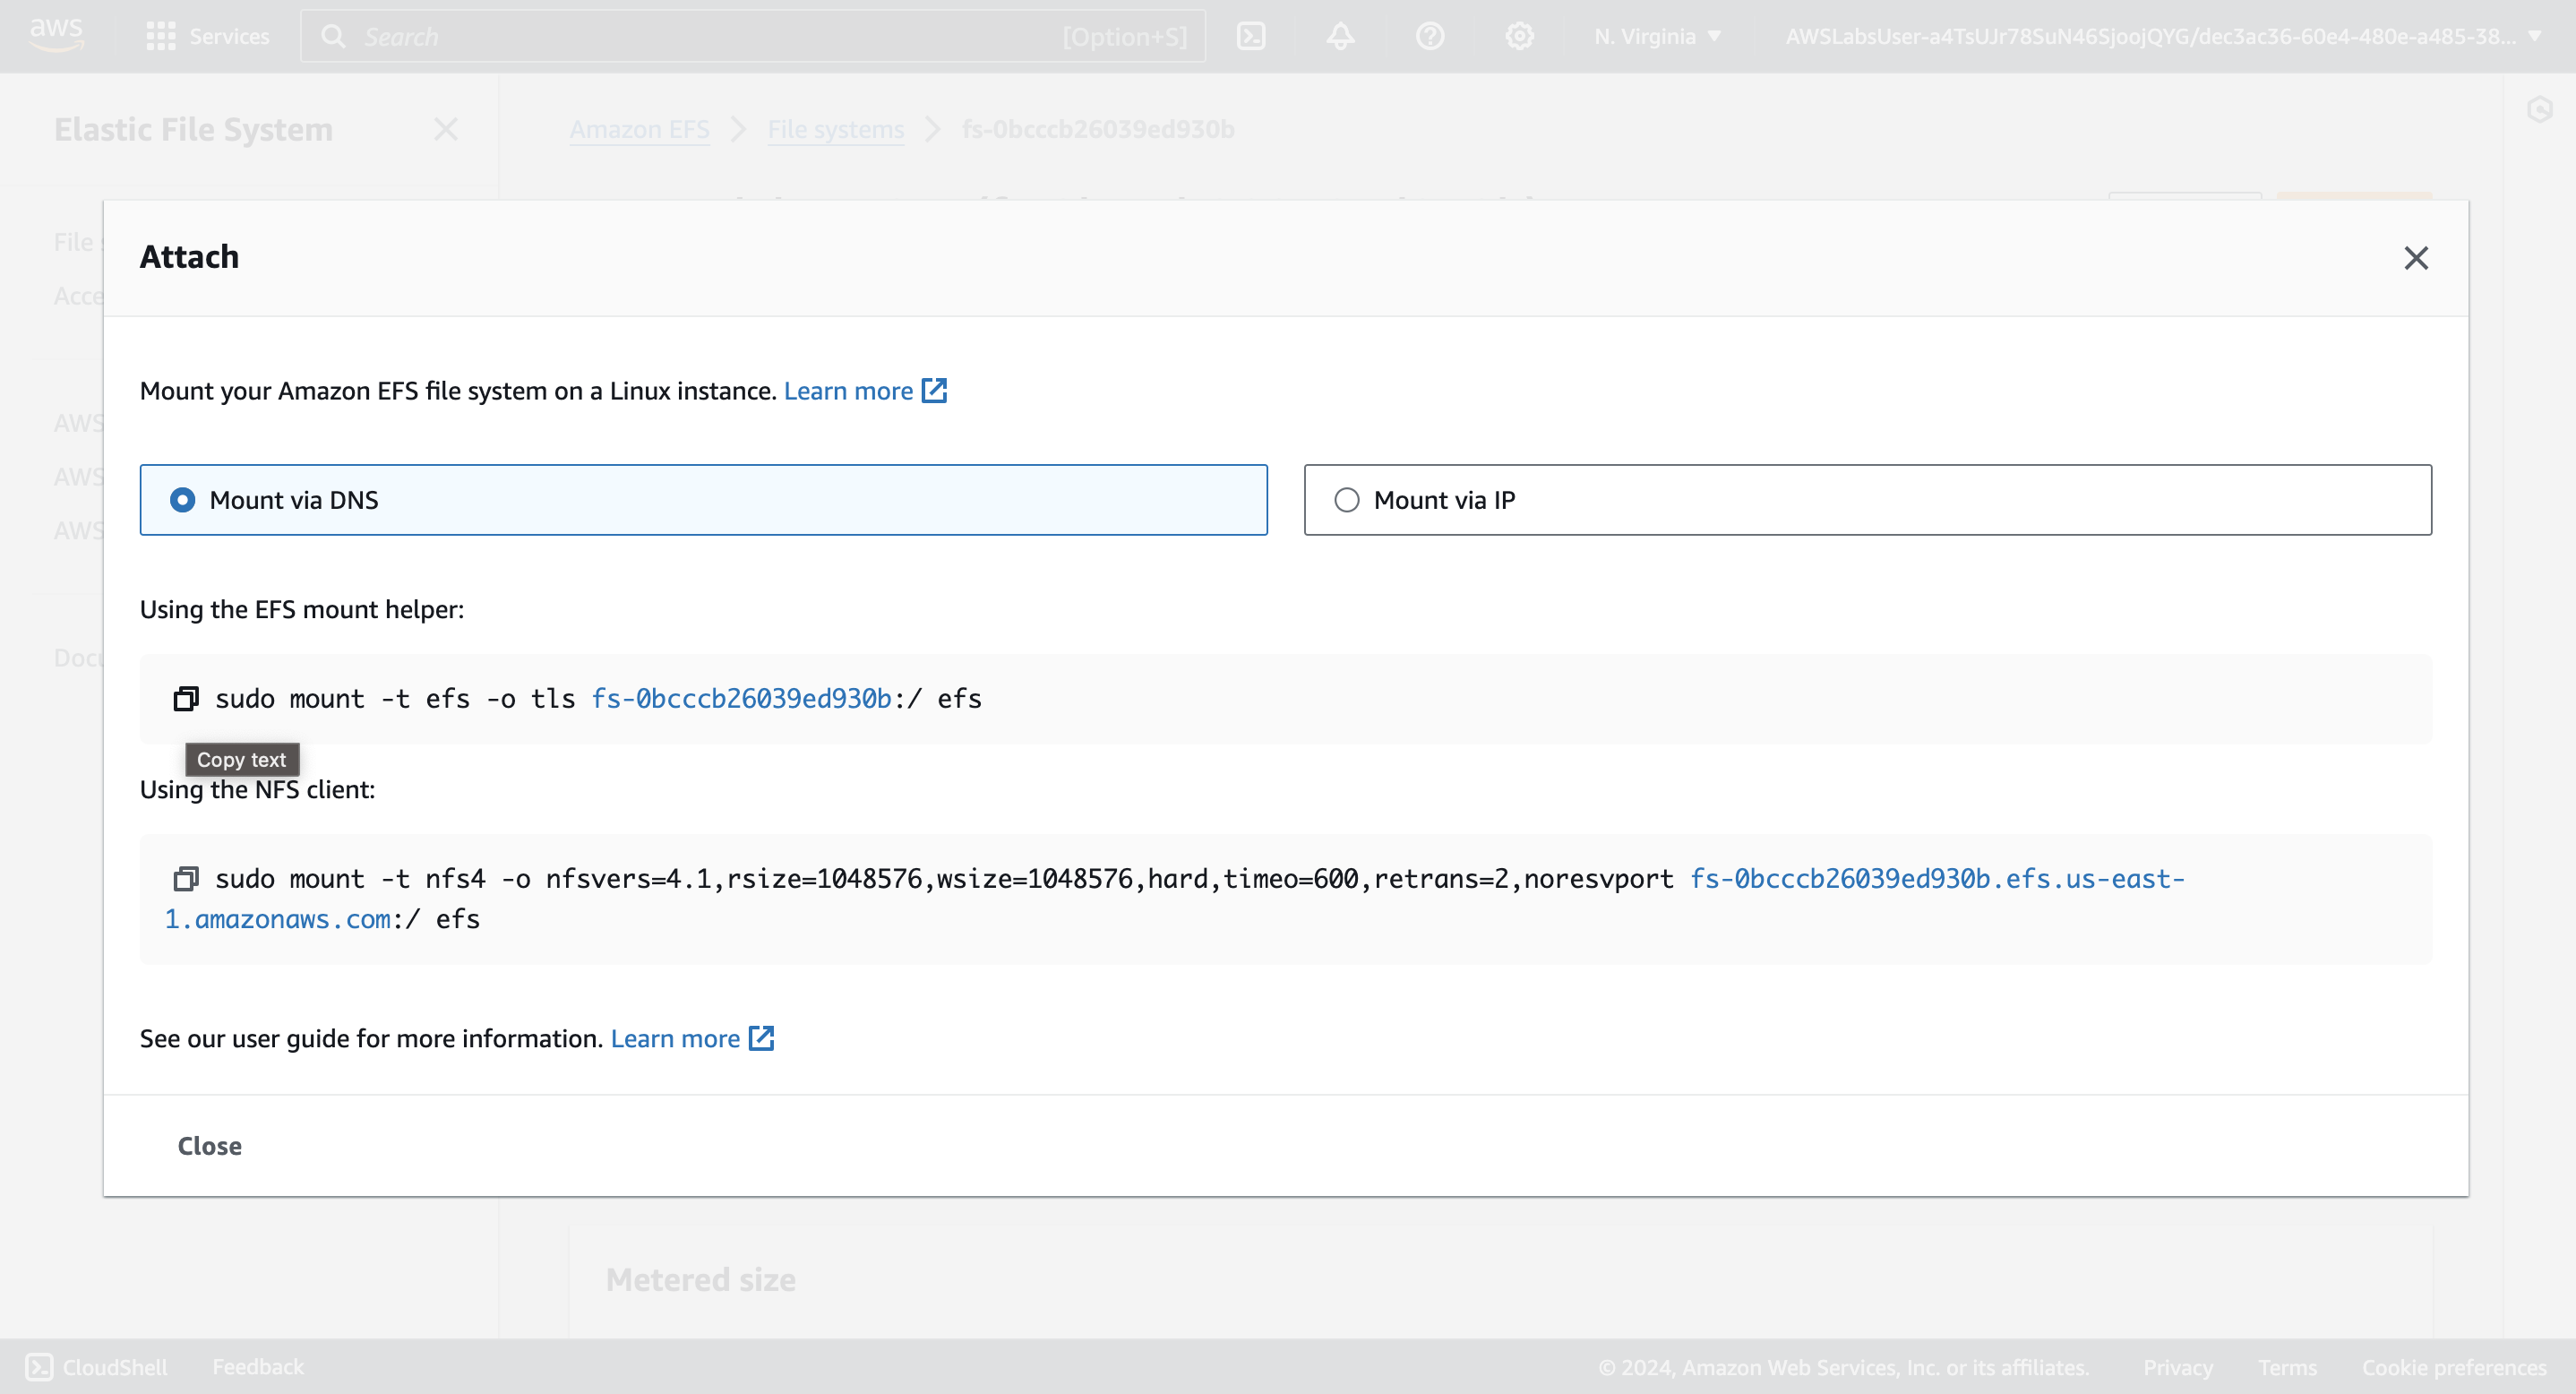 aws
Services
Search
[Option+S]
N. Virginia
AWSLabsUser-a4TsUJr78SuN46SjoojQYG/dec3ac36-60e4-480e-a485-38...
Elastic File System
Amazon EFS
File systems
fs-0bcccb26039ed930b
File
Acce
AWS
AWS
AWS
Docu
Attach
Mount your Amazon EFS file system on a Linux instance. Learn more
Mount via DNS
Mount via IP
Using the EFS mount helper:
sudo mount -t efs -o tls fs-0bcccb26039ed930b:/ efs
Copy text
Using the NFS client:
sudo mount -t nfs4 -o nfsvers=4.1,rsize=1048576,wsize=1048576,hard,timeo=600,retrans=2,noresvport fs-0bcccb26039ed930b.efs.us-east-
1.amazonaws.com:/ efs
See our user guide for more information. Learn more
Close
Metered size
CloudShell
Feedback
© 2024, Amazon Web Services, Inc. or its affiliates.
Privacy
Terms
Cookie preferences